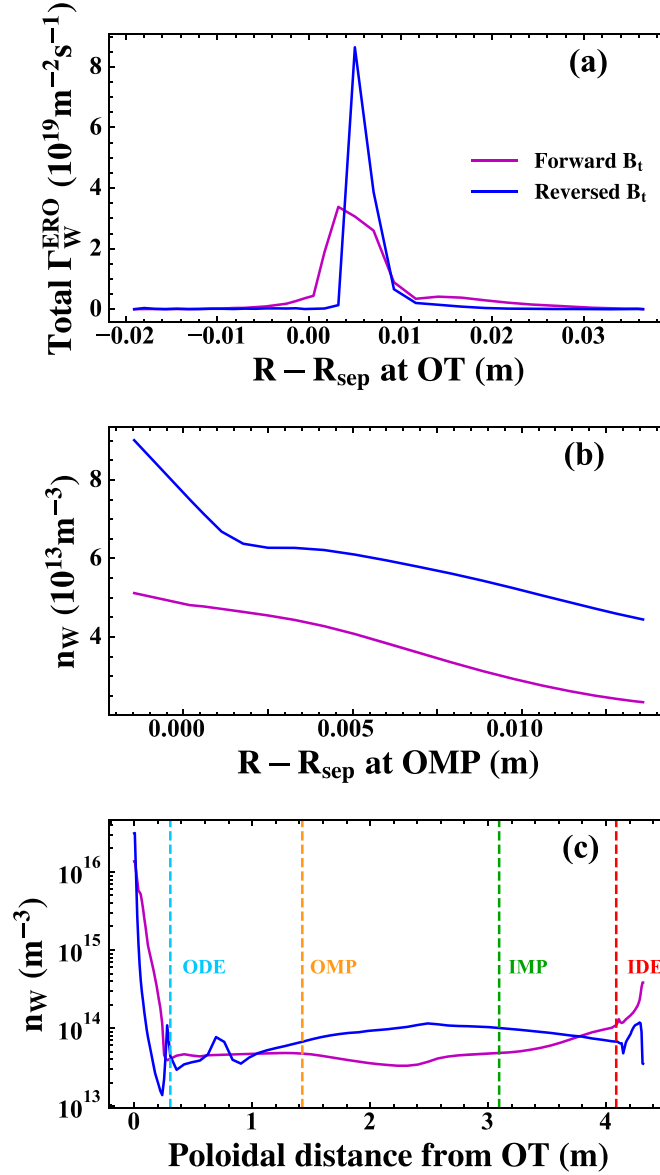 (a)
Total Γ_W^ERO (10^19 m^−2 s^−1)
8
6
4
2
0
Forward B_t
Reversed B_t
−0.02 −0.01 0.00 0.01 0.02 0.03
R − R_sep at OT (m)
(b)
n_W (10^13 m^−3)
8
6
4
0.000 0.005 0.010
R − R_sep at OMP (m)
(c)
n_W (m^−3)
10^16
10^15
10^14
10^13
ODE OMP IMP IDE
0 1 2 3 4
Poloidal distance from OT (m)